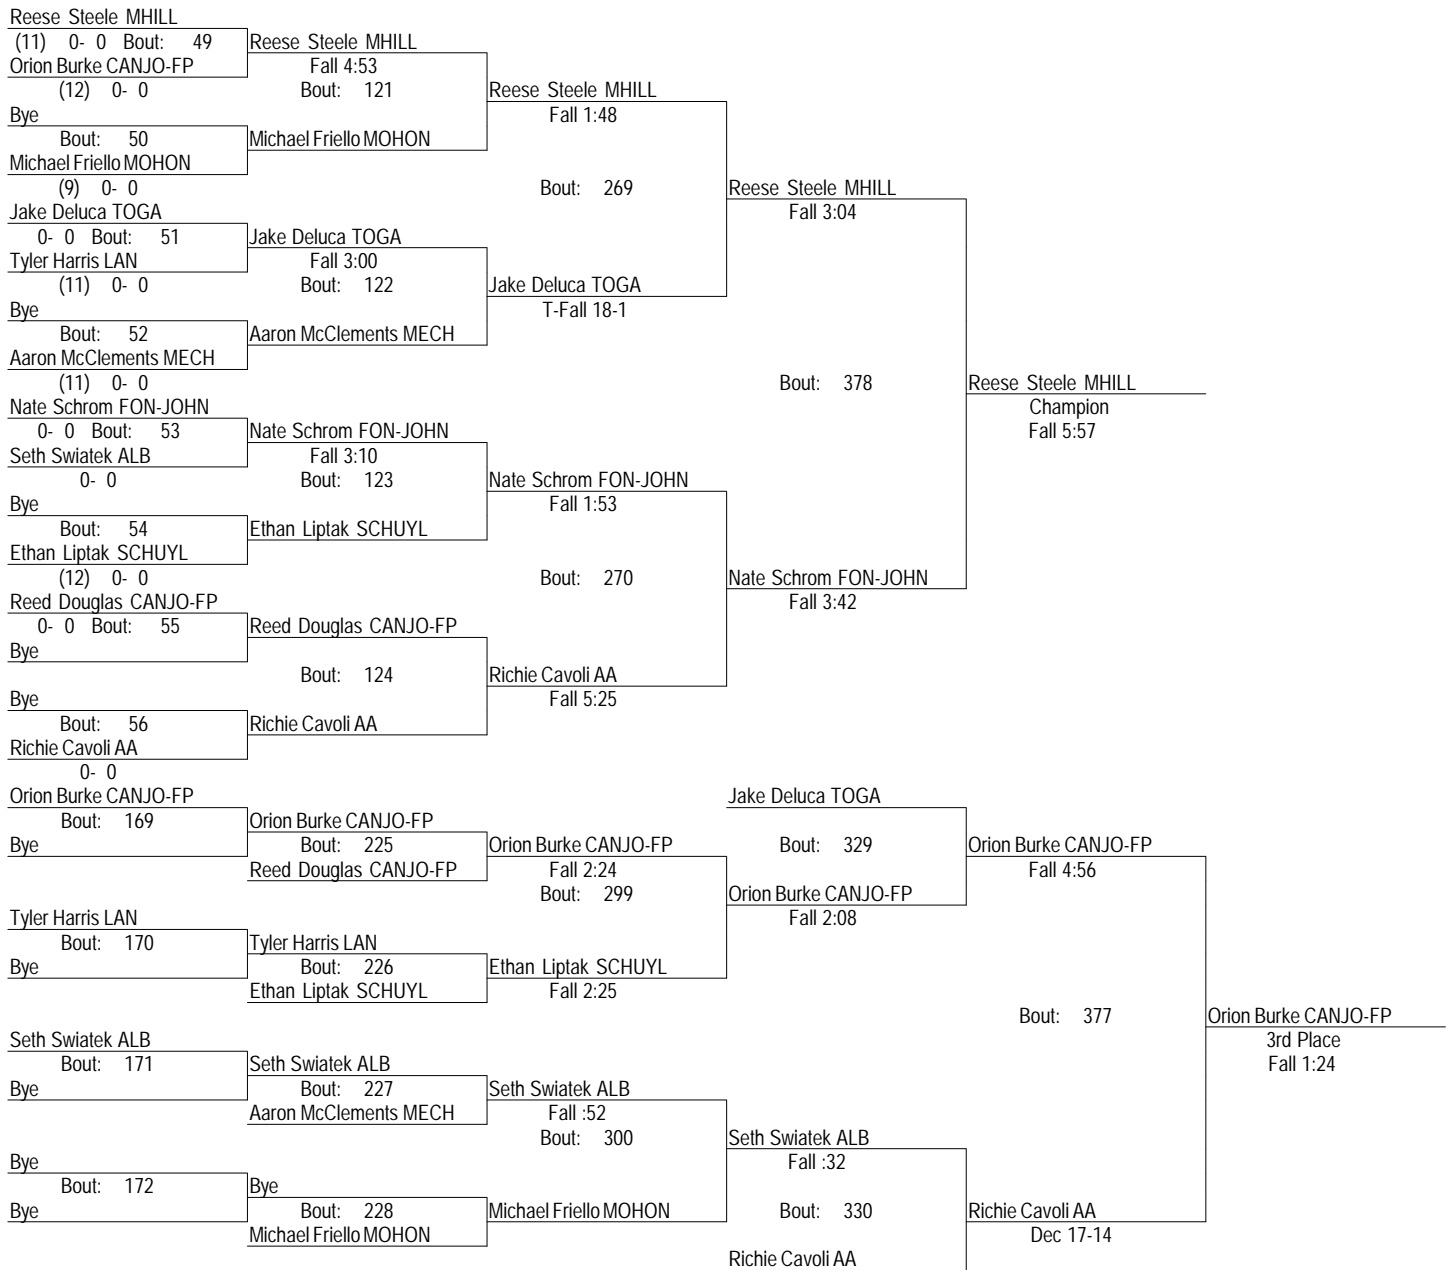 Reese Steele MHILL
(11) 0- 0 Bout: 49
Orion Burke CANJO-FP
(12) 0- 0
Bye
Bout: 50
Michael Friello MOHON
(9) 0- 0
Jake Deluca TOGA
0- 0 Bout: 51
Tyler Harris LAN
(11) 0- 0
Bye
Bout: 52
Aaron McClements MECH
(11) 0- 0
Nate Schrom FON-JOHN
0- 0 Bout: 53
Seth Swiatek ALB
0- 0
Bye
Bout: 54
Ethan Liptak SCHUYL
(12) 0- 0
Reed Douglas CANJO-FP
0- 0 Bout: 55
Bye
Bye
Bout: 56
Richie Cavoli AA
0- 0
Reese Steele MHILL
Fall 4:53
Bout: 121
Michael Friello MOHON
Jake Deluca TOGA
Fall 3:00
Bout: 122
Aaron McClements MECH
Nate Schrom FON-JOHN
Fall 3:10
Bout: 123
Ethan Liptak SCHUYL
Reed Douglas CANJO-FP
Bout: 124
Richie Cavoli AA
Reese Steele MHILL
Fall 1:48
Bout: 269
Jake Deluca TOGA
T-Fall 18-1
Nate Schrom FON-JOHN
Fall 1:53
Bout: 270
Richie Cavoli AA
Fall 5:25
Reese Steele MHILL
Fall 3:04
Bout: 378
Nate Schrom FON-JOHN
Fall 3:42
Reese Steele MHILL
Champion
Fall 5:57
Orion Burke CANJO-FP
Bout: 169
Bye
Tyler Harris LAN
Bout: 170
Bye
Seth Swiatek ALB
Bout: 171
Bye
Bye
Bout: 172
Bye
Orion Burke CANJO-FP
Bout: 225
Reed Douglas CANJO-FP
Tyler Harris LAN
Bout: 226
Ethan Liptak SCHUYL
Seth Swiatek ALB
Bout: 227
Aaron McClements MECH
Bye
Bout: 228
Michael Friello MOHON
Orion Burke CANJO-FP
Fall 2:24
Bout: 299
Ethan Liptak SCHUYL
Fall 2:25
Seth Swiatek ALB
Fall :52
Bout: 300
Michael Friello MOHON
Jake Deluca TOGA
Bout: 329
Orion Burke CANJO-FP
Fall 2:08
Seth Swiatek ALB
Fall :32
Bout: 330
Richie Cavoli AA
Orion Burke CANJO-FP
Fall 4:56
Bout: 377
Richie Cavoli AA
Dec 17-14
Orion Burke CANJO-FP
3rd Place
Fall 1:24